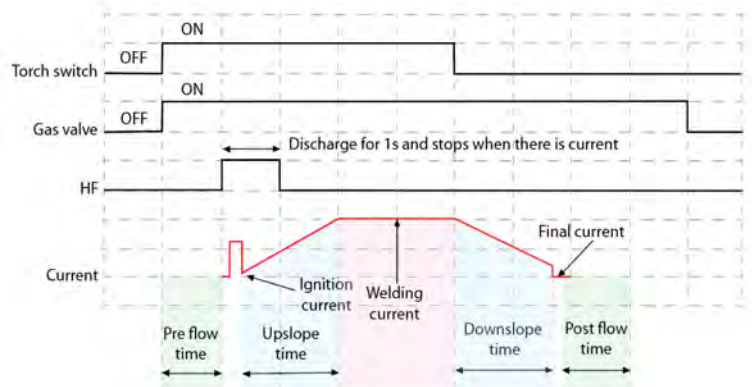 ON
OFF
Torch switch
ON
OFF
Gas valve
Discharge for 1s and stops when there is current
HF
Final current
Current
Ignition
current
Welding
current
Pre flow
time
Upslope
time
Downslope
time
Post flow
time